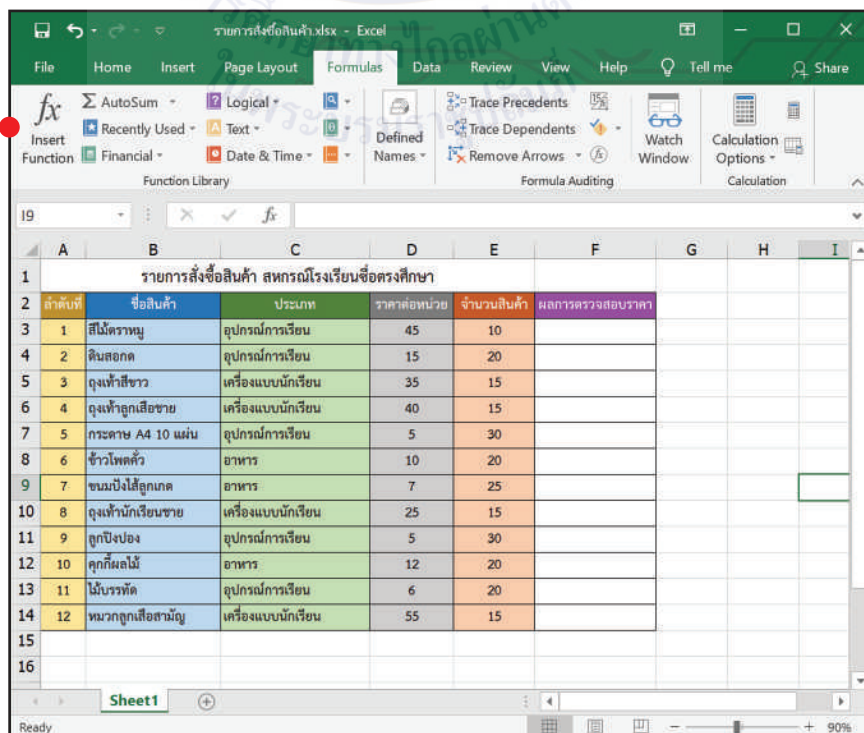 รายการสั่งซื้อสินค้า.xlsx - Excel
File Home Insert Page Layout Formulas Data Review View Help Tell me Share
fx Insert Function
Σ AutoSum
Recently Used
Financial
Logical
Text
Date & Time
Function Library
Defined Names
Trace Precedents
Trace Dependents
Remove Arrows
Formula Auditing
Watch Window
Calculation Options
Calculation
I9 fx
A B C D E F G H I
1 รายการสั่งซื้อสินค้า สหกรณ์โรงเรียนซื่อตรงศึกษา
2 ลำดับที่ ชื่อสินค้า ประเภท ราคาต่อหน่วย จำนวนสินค้า ผลการตรวจสอบราคา
3 1 สีไม้ตราหมู อุปกรณ์การเรียน 45 10
4 2 ดินสอกด อุปกรณ์การเรียน 15 20
5 3 ถุงเท้าสีขาว เครื่องแบบนักเรียน 35 15
6 4 ถุงเท้าลูกเสือชาย เครื่องแบบนักเรียน 40 15
7 5 กระดาษ A4 10 แผ่น อุปกรณ์การเรียน 5 30
8 6 ข้าวโพดคั่ว อาหาร 10 20
9 7 ขนมปังไส้ลูกเกด อาหาร 7 25
10 8 ถุงเท้านักเรียนชาย เครื่องแบบนักเรียน 25 15
11 9 ลูกปิงปอง อุปกรณ์การเรียน 5 30
12 10 คุกกี้ผลไม้ อาหาร 12 20
13 11 ไม้บรรทัด อุปกรณ์การเรียน 6 20
14 12 หมวกลูกเสือสามัญ เครื่องแบบนักเรียน 55 15
15
16
Sheet1
Ready 90%